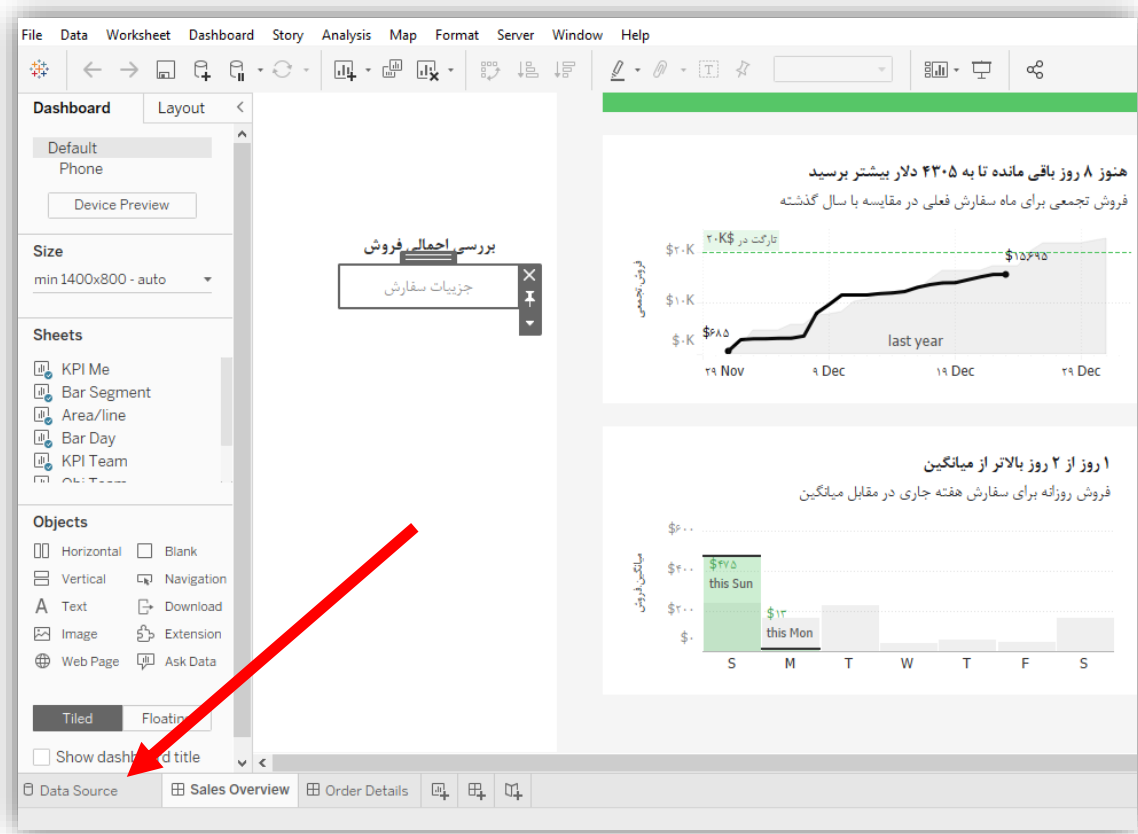 File Data Worksheet Dashboard Story Analysis Map Format Server Window Help
Dashboard Layout
Default
Phone
Device Preview
Size
min 1400x800 - auto
Sheets
KPI Me
Bar Segment
Area/line
Bar Day
KPI Team
Objects
Horizontal Blank
Vertical Navigation
Text Download
Image Extension
Web Page Ask Data
Tiled Floating
Show dashboard title
بررسی اجمالی فروش
جزییات سفارش
هنوز ۸ روز باقی مانده تا به ۴۳۰۵ دلار بیشتر برسید
فروش تجمعی برای ماه سفارش فعلی در مقایسه با سال گذشته
تارگت در $۲۰K
$۲۰K
$۱۵,۶۹۵
فروش.تجمعی
$۱۰K
$۶۸۵
$۰K
last year
۲۹ Nov ۹ Dec ۱۹ Dec ۲۹ Dec
۱ روز از ۲ روز بالاتر از میانگین
فروش روزانه برای سفارش هفته جاری در مقابل میانگین
$۶۰۰
میانگین.فروش
$۴۰۰
$۴۷۵
this Sun
$۲۰۰
$۱۳
this Mon
$۰
S M T W T F S
Data Source Sales Overview Order Details